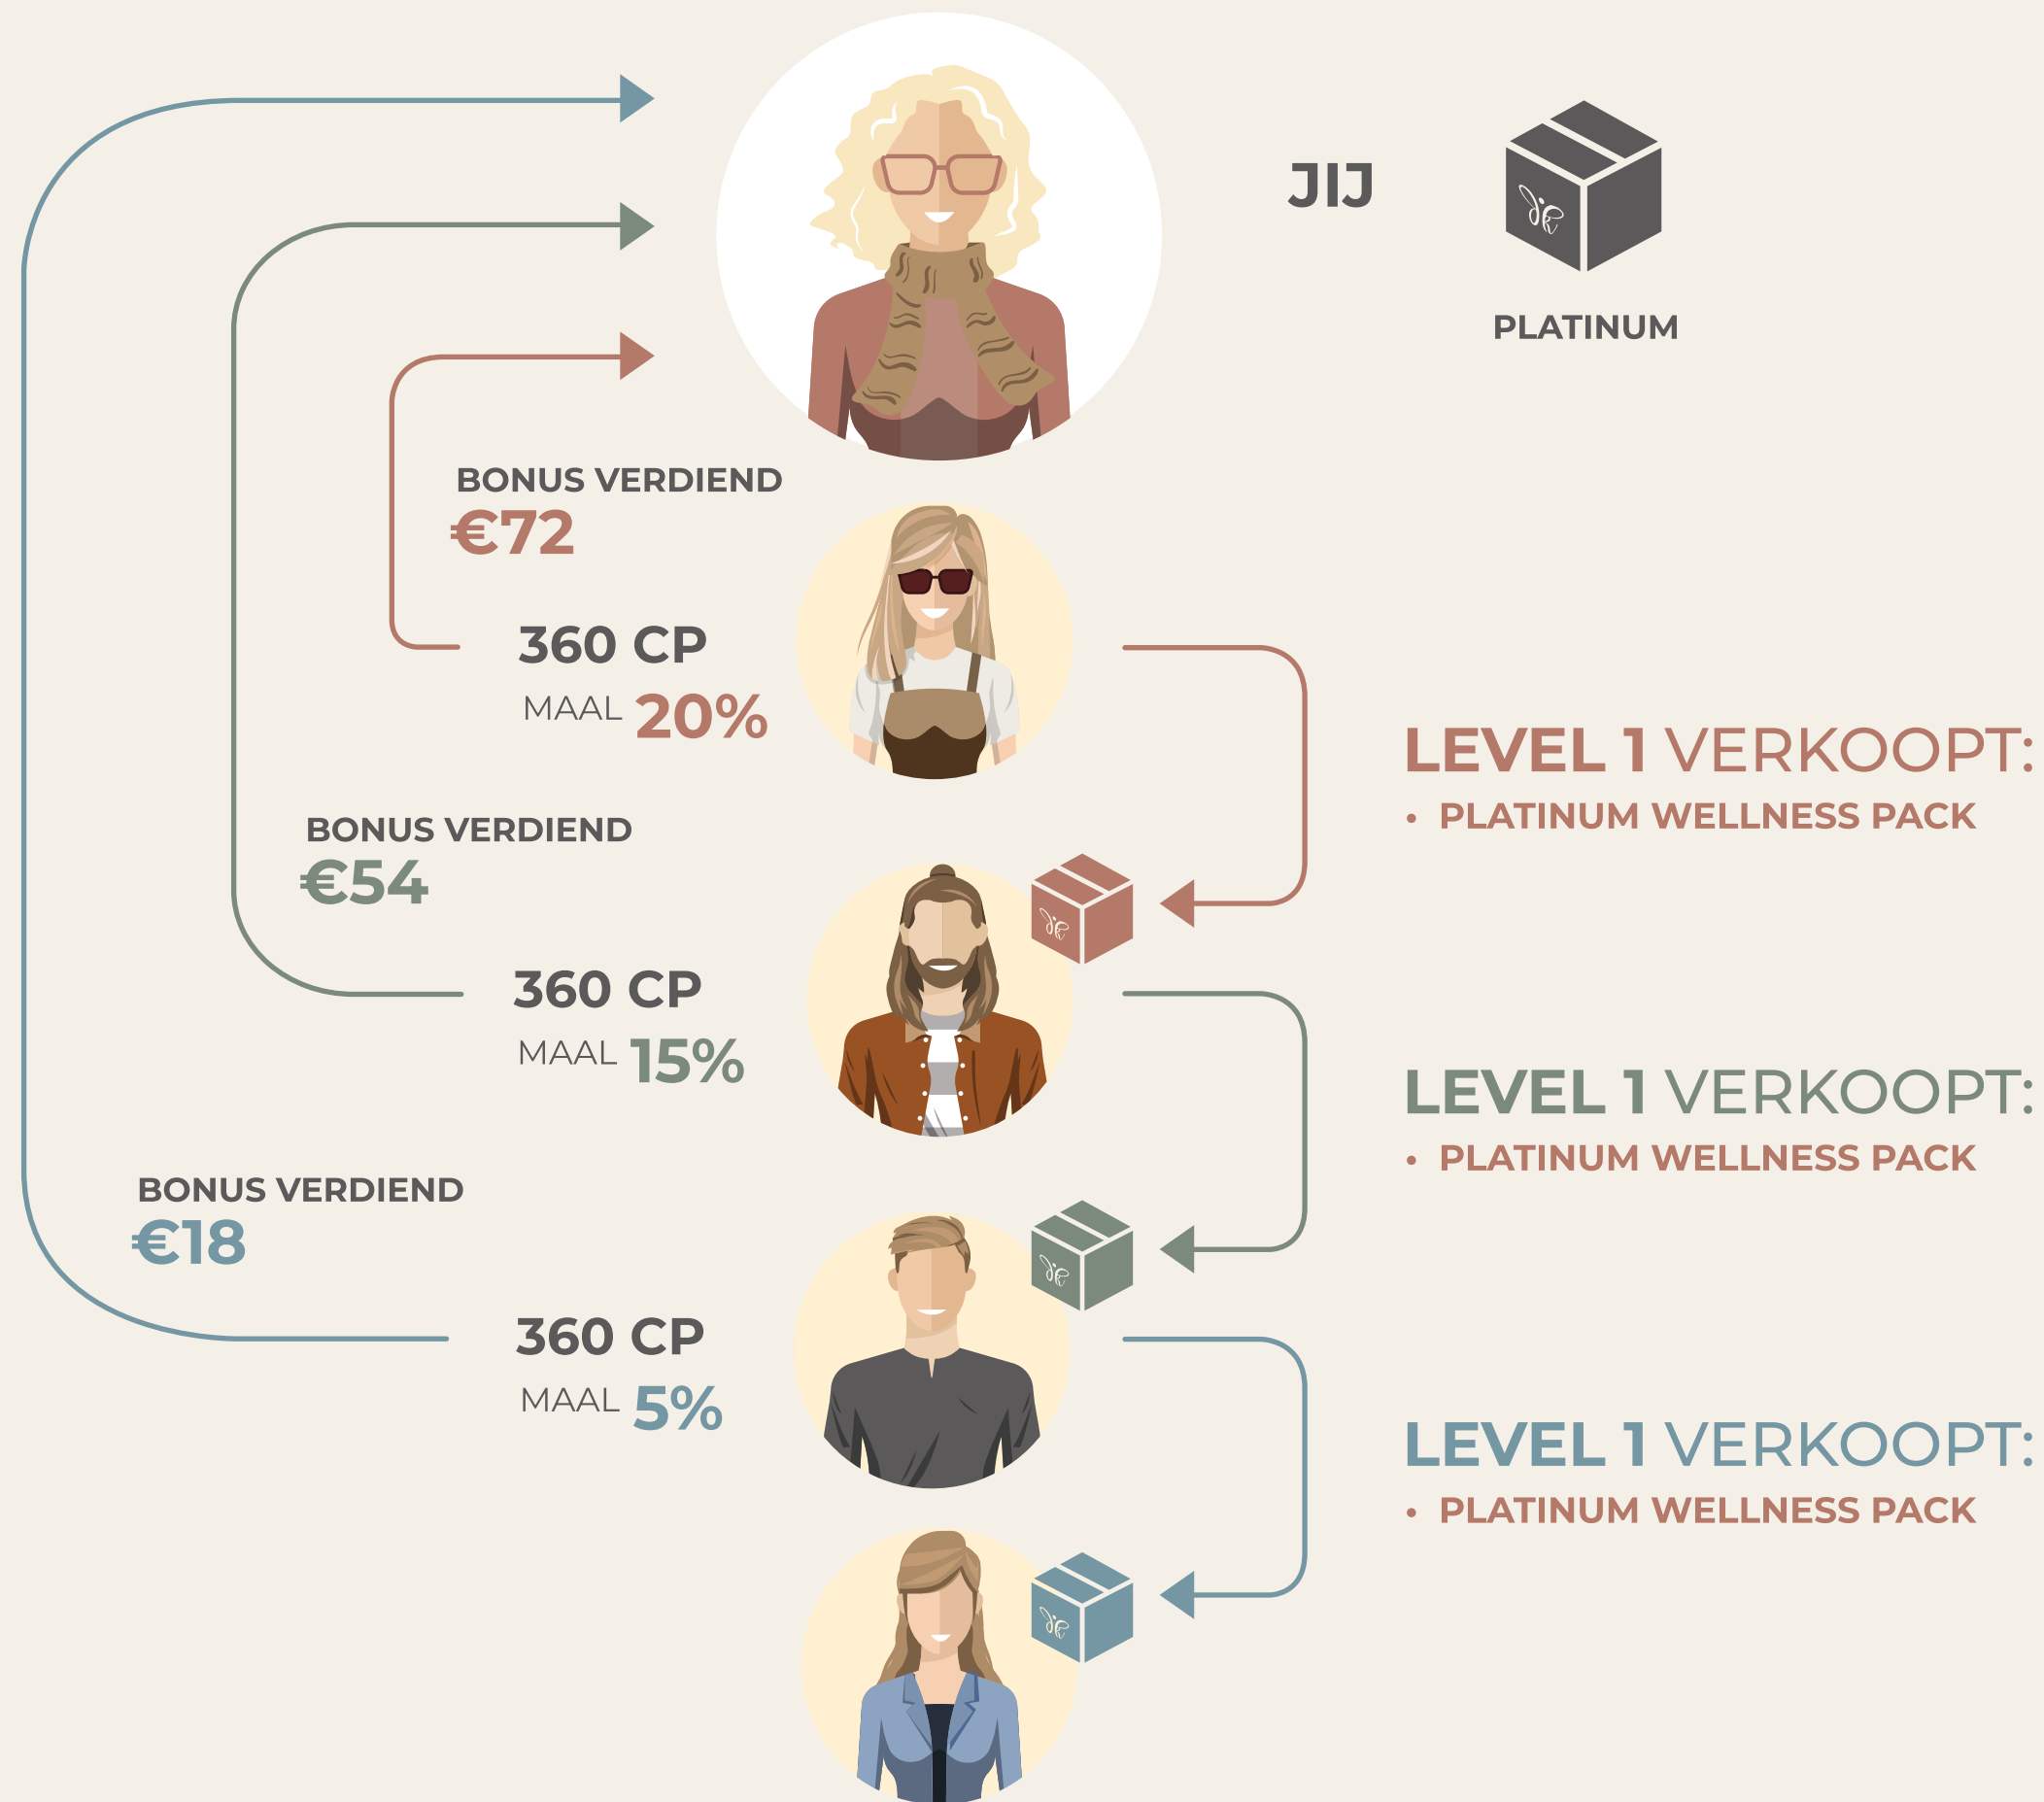 JIJ
PLATINUM
BONUS VERDIEND
€72
360 CP
MAAL 20%
LEVEL 1 VERKOOPT:
• PLATINUM WELLNESS PACK
BONUS VERDIEND
€54
360 CP
MAAL 15%
LEVEL 1 VERKOOPT:
• PLATINUM WELLNESS PACK
BONUS VERDIEND
€18
360 CP
MAAL 5%
LEVEL 1 VERKOOPT:
• PLATINUM WELLNESS PACK